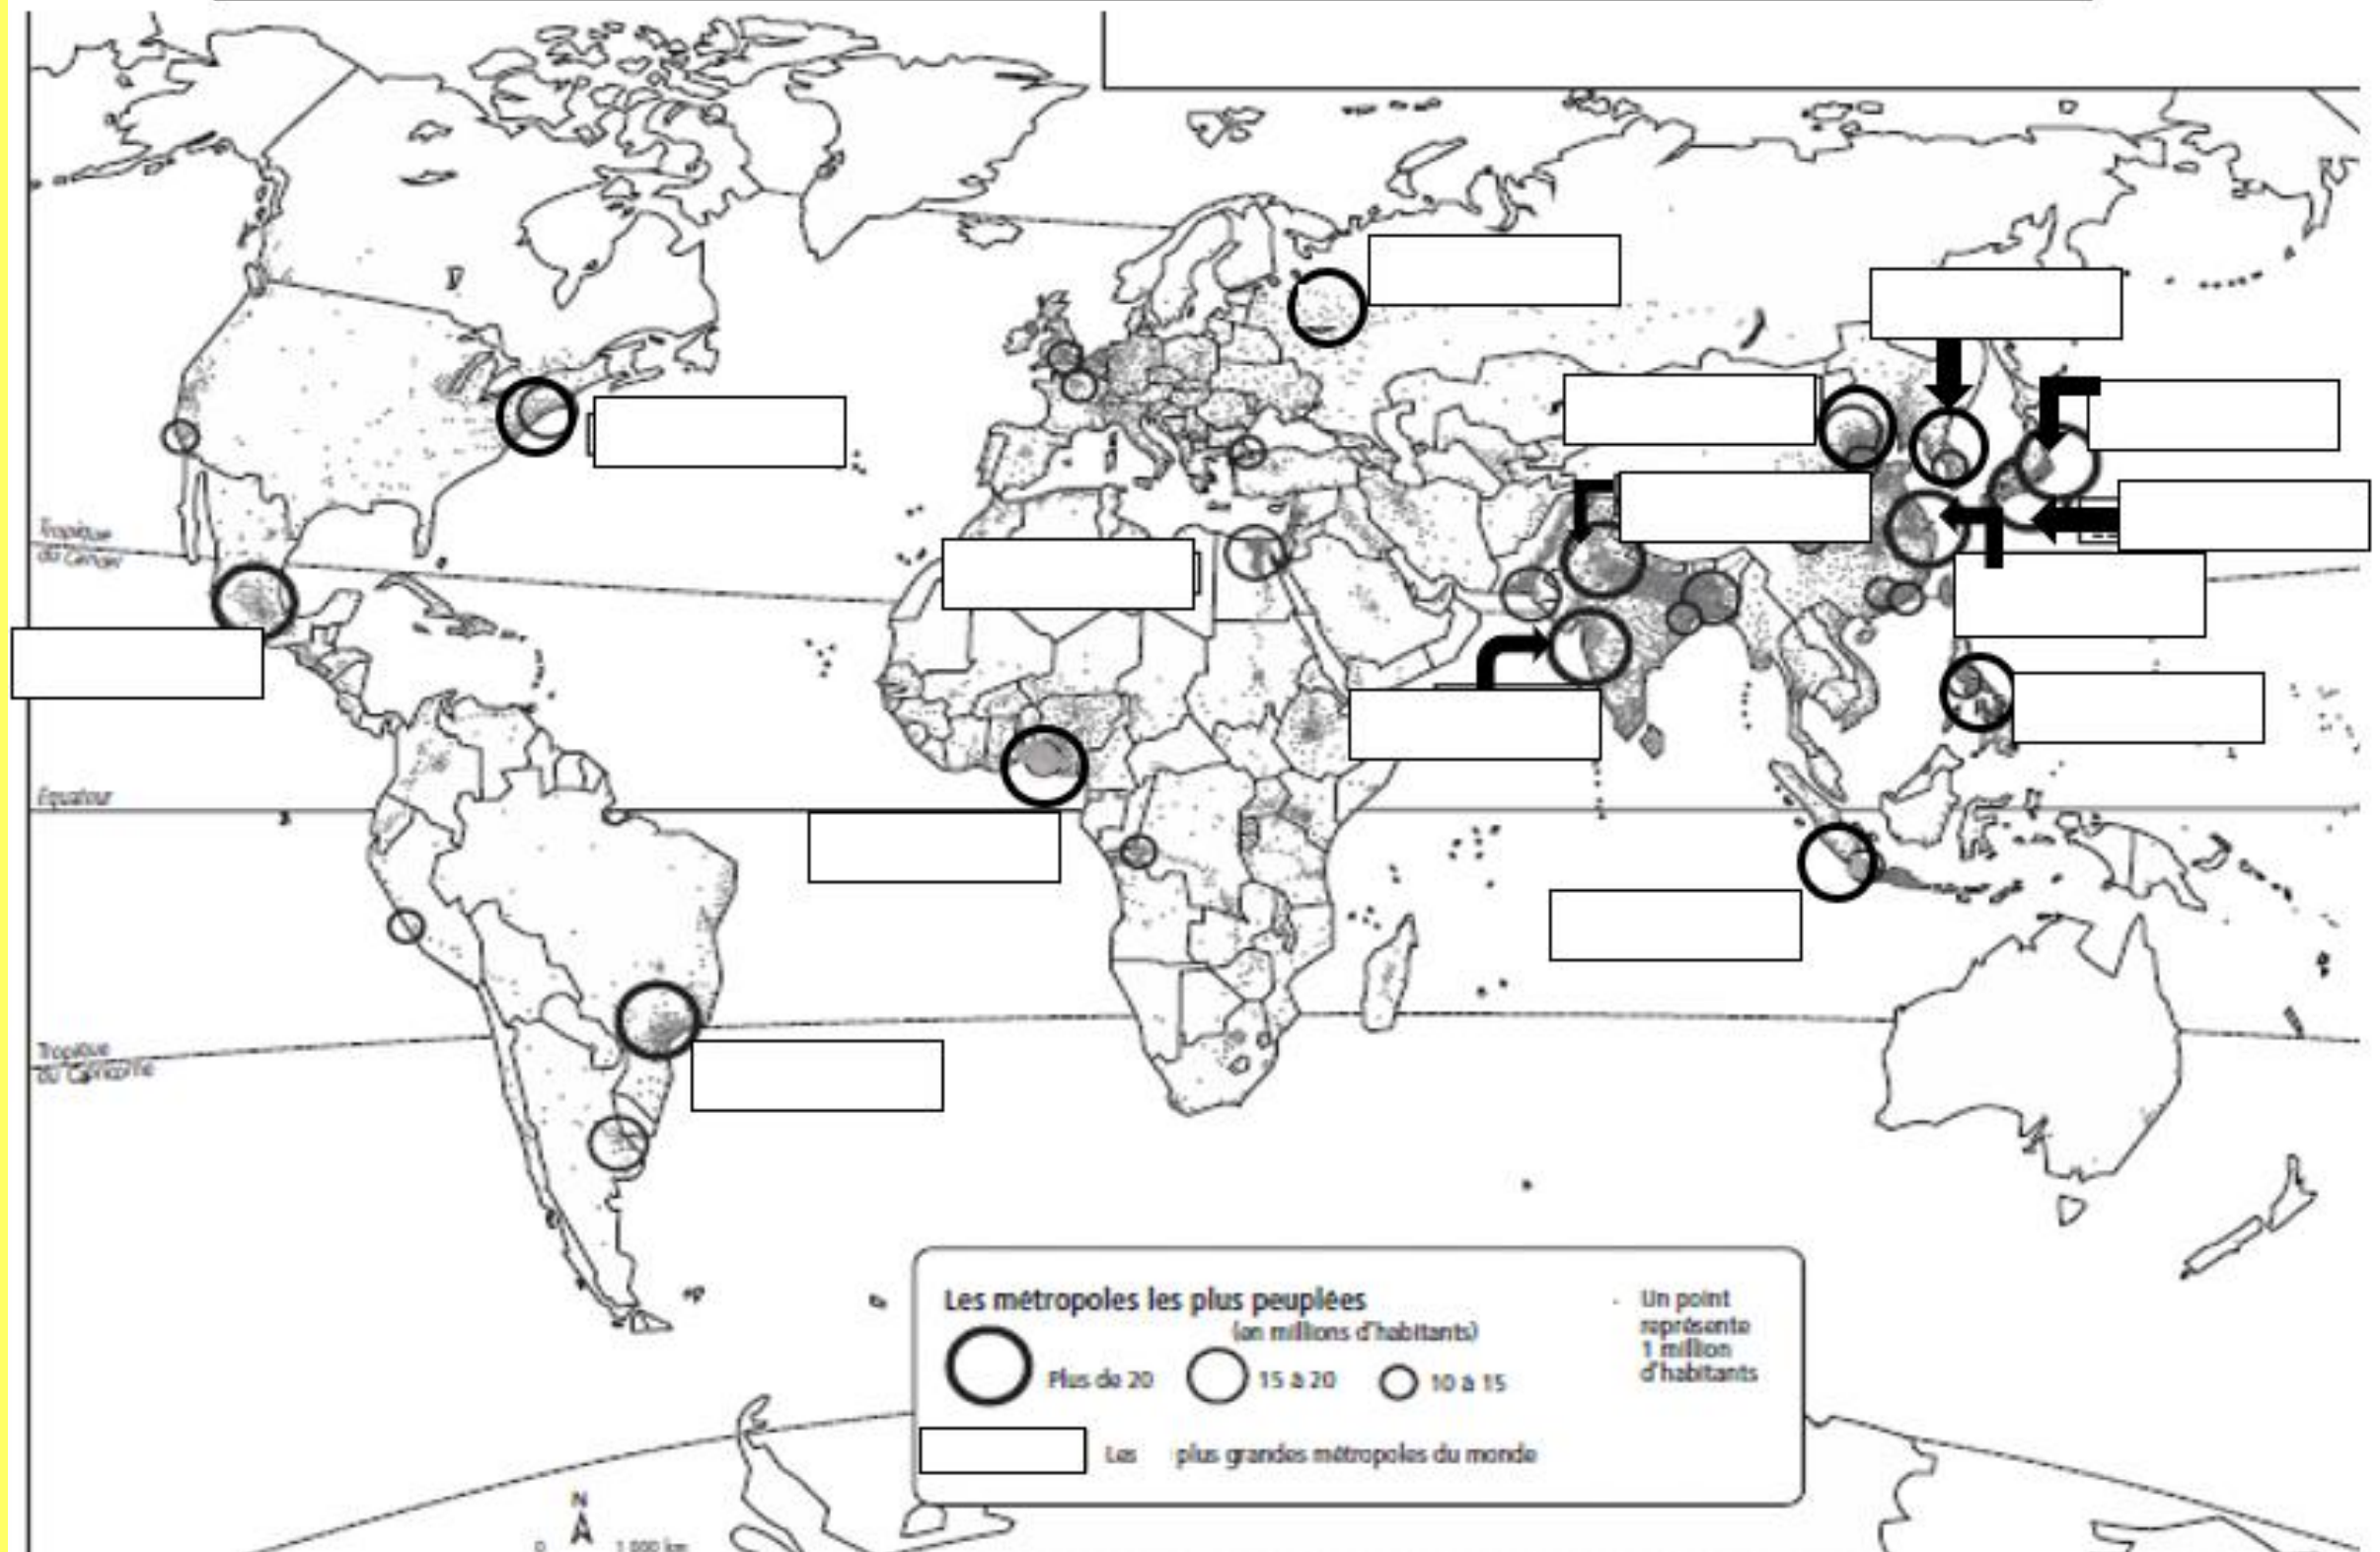 Tropique
du Cancer
Equateur
Tropique
du Capricorne
Les métropoles les plus peuplées
(en millions d'habitants)
Plus de 20
15 à 20
10 à 15
Un point
représente
1 million
d'habitants
Les plus grandes métropoles du monde
N
0 1 000 km